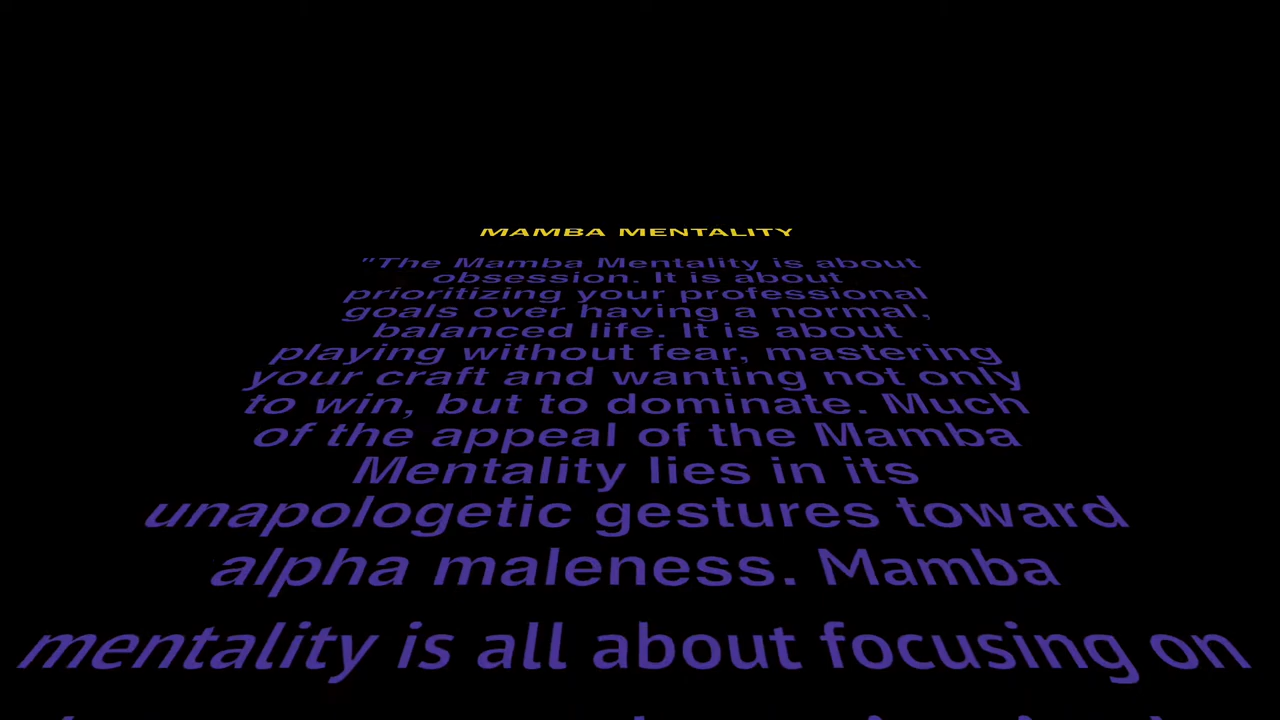 MAMBA MENTALITY
"The Mamba Mentality is about
obsession. It is about
prioritizing your professional
goals over having a normal,
balanced life. It is about
playing without fear, mastering
your craft and wanting not only
to win, but to dominate. Much
of the appeal of the Mamba
Mentality lies in its
unapologetic gestures toward
alpha maleness. Mamba
mentality is all about focusing on